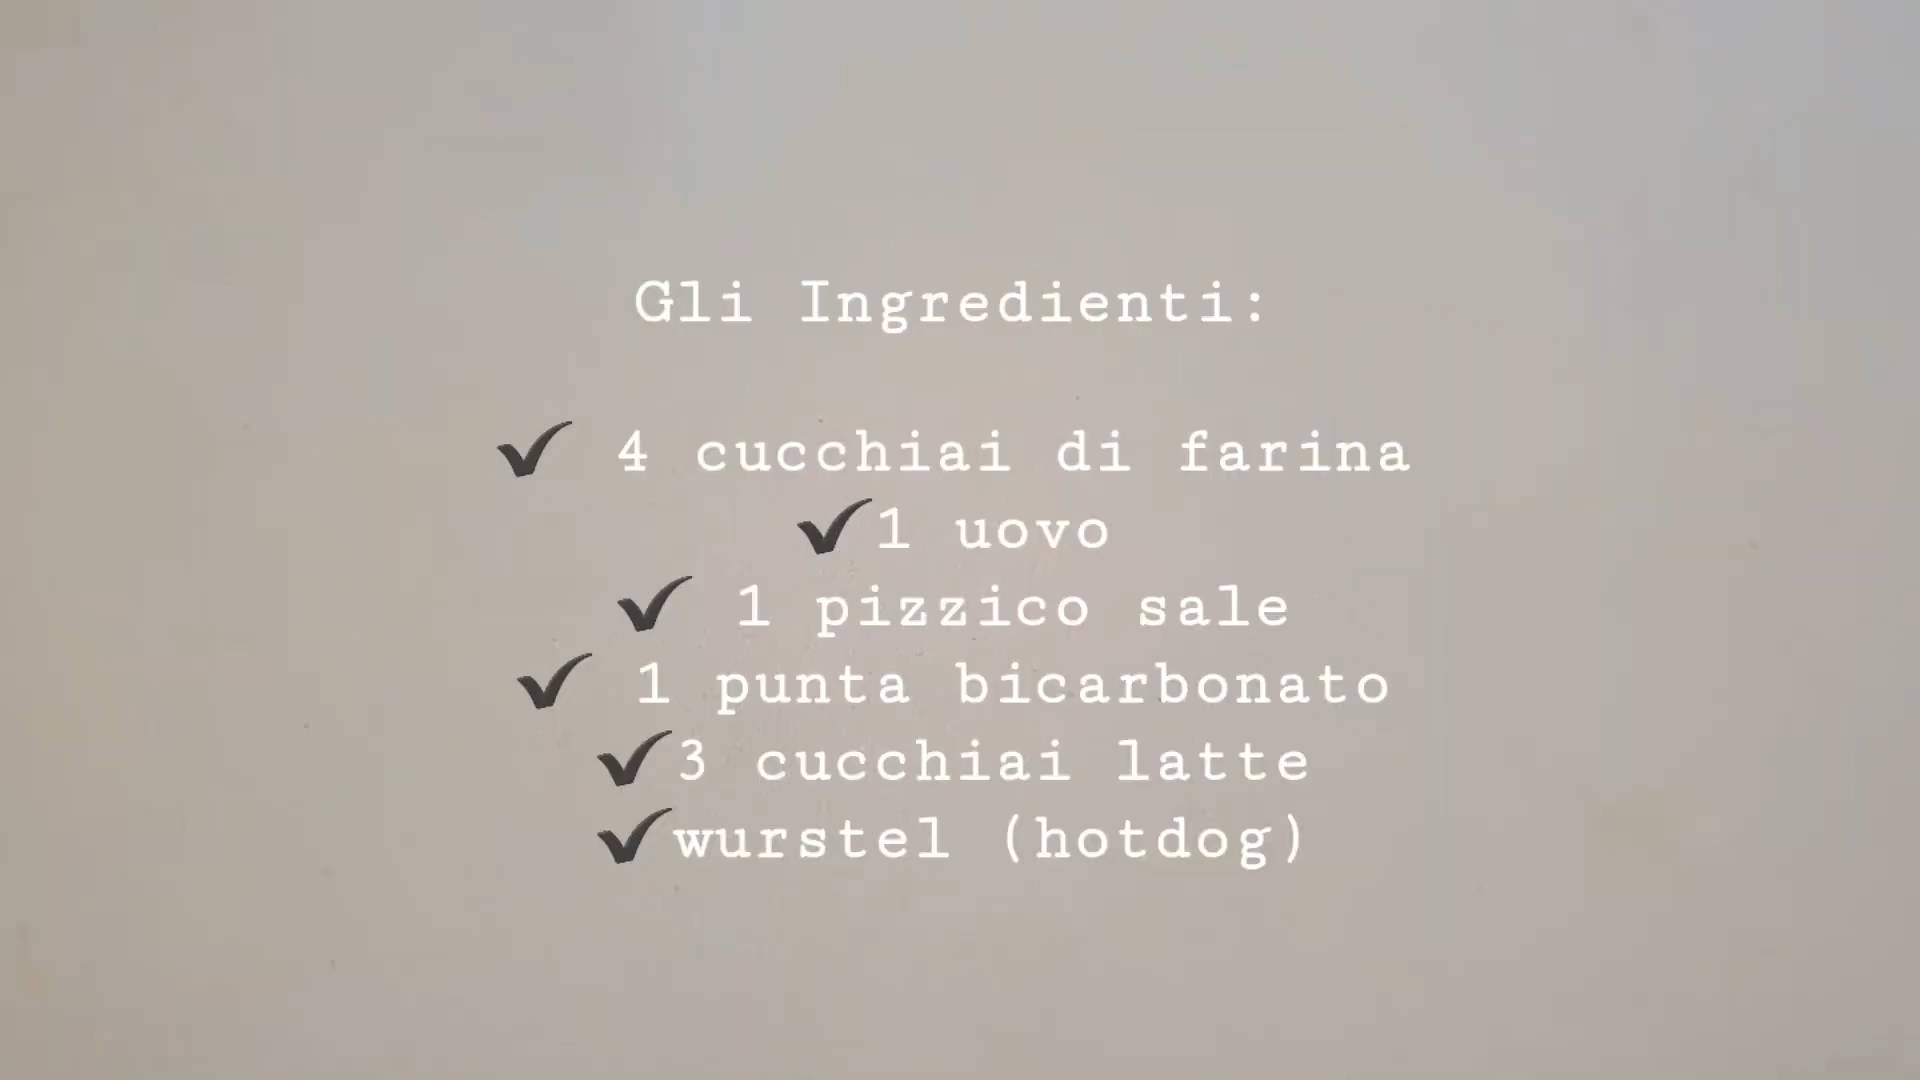 Gli Ingredienti:
✔ 4 cucchiai di farina
✔1 uovo
✔ 1 pizzico sale
✔ 1 punta bicarbonato
✔3 cucchiai latte
✔wurstel (hotdog)